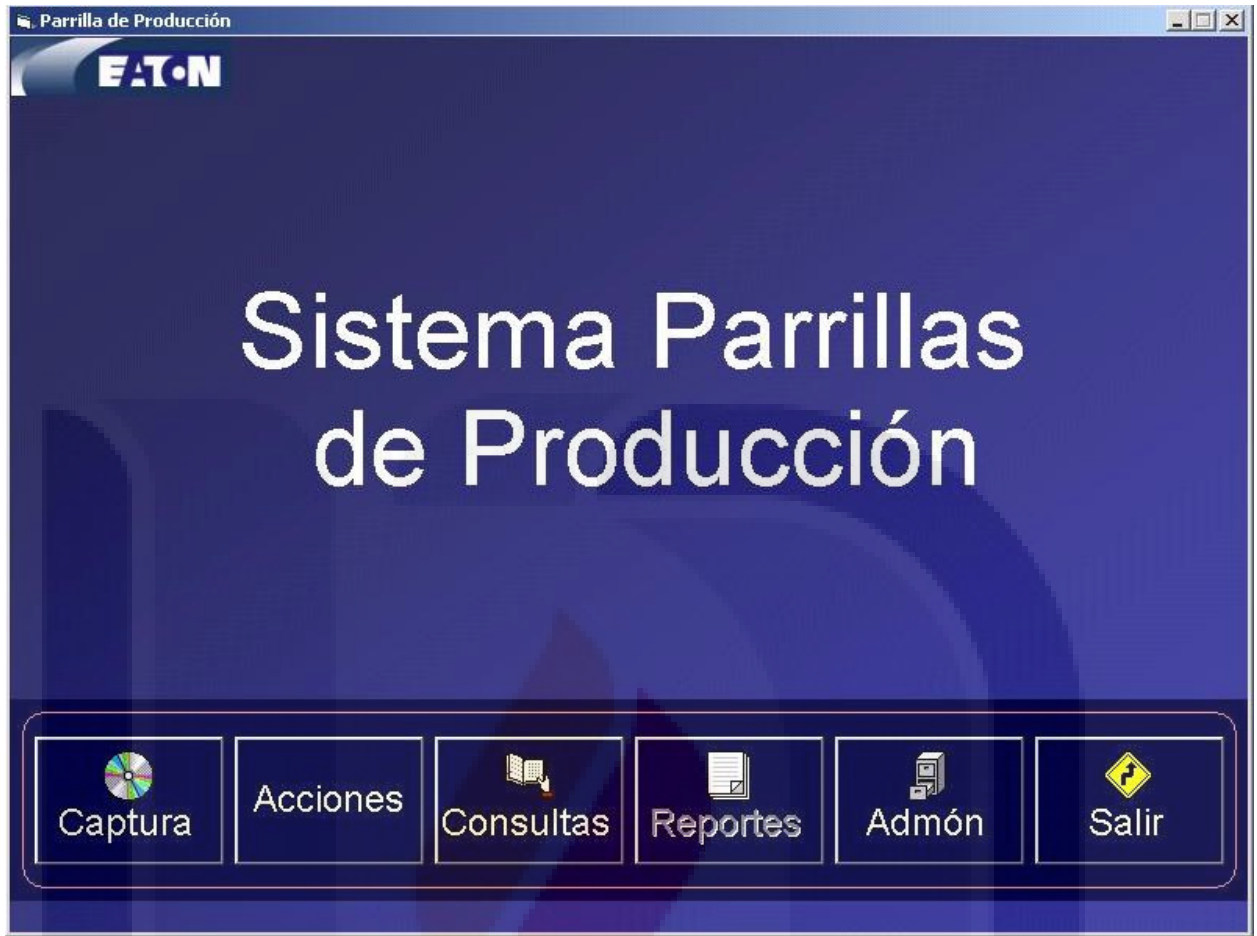 Parrilla de Producción
EATON
Sistema Parrillas
de Producción
Captura
Acciones
Consultas
Reportes
Admón
Salir